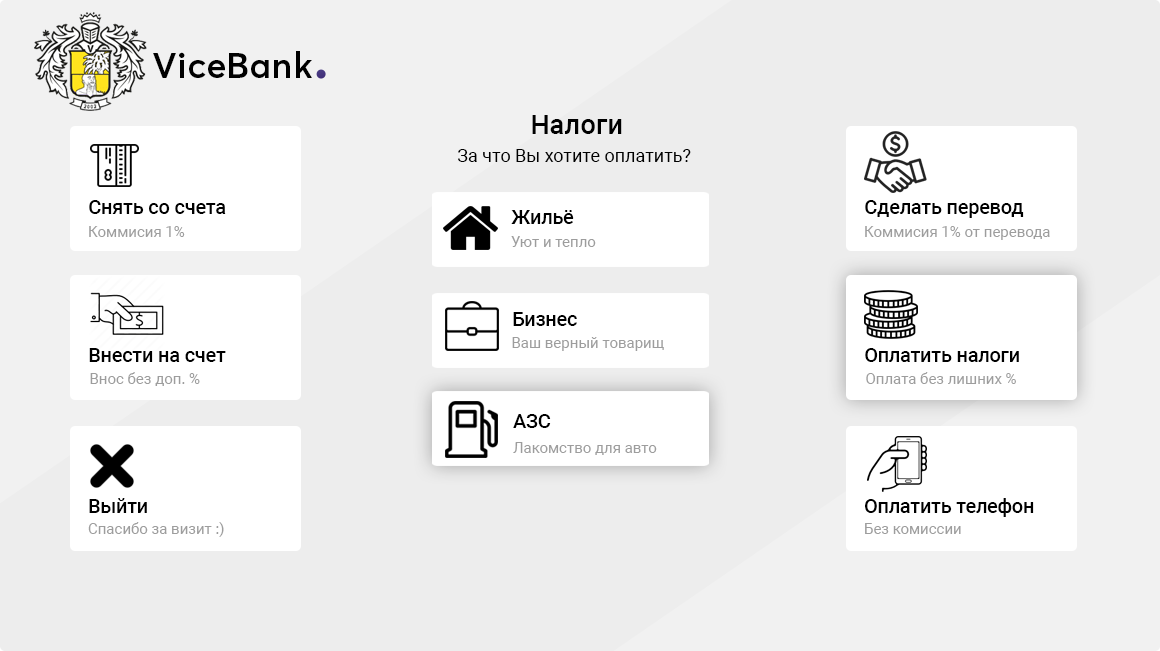 ViceBank.
2012
Снять со счета
Коммисия 1%
Внести на счет
Внос без доп. %
Выйти
Спасибо за визит :)
Налоги
За что Вы хотите оплатить?
Жильё
Уют и тепло
Бизнес
Ваш верный товарищ
АЗС
Лакомство для авто
Сделать перевод
Коммисия 1% от перевода
Оплатить налоги
Оплата без лишних %
Оплатить телефон
Без комиссии